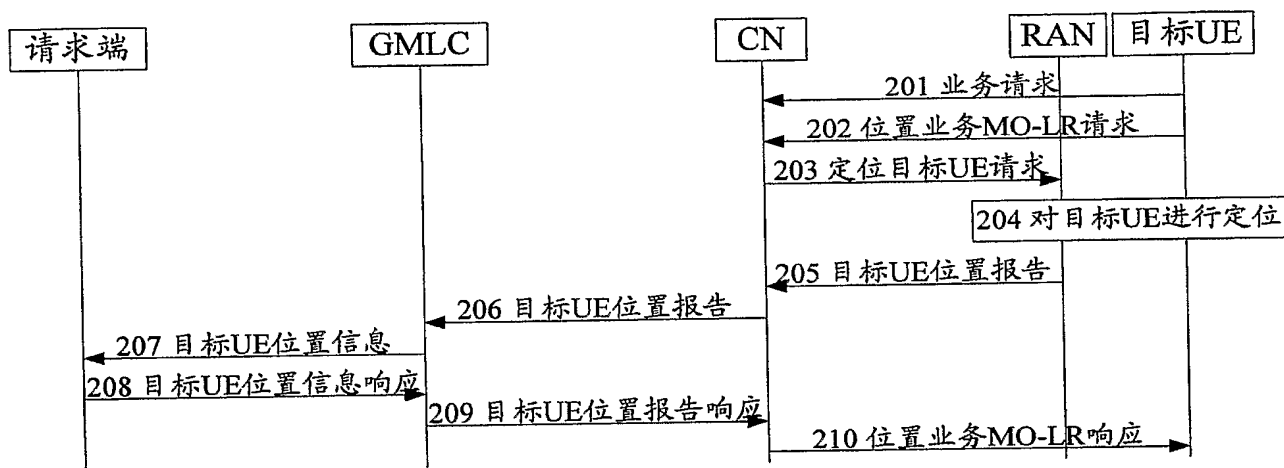 请求端
GMLC
CN
RAN
目标UE
201 业务请求
202 位置业务MO-LR请求
203 定位目标UE请求
204 对目标UE进行定位
205 目标UE位置报告
206 目标UE位置报告
207 目标UE位置信息
208 目标UE位置信息响应
209 目标UE位置报告响应
210 位置业务MO-LR响应